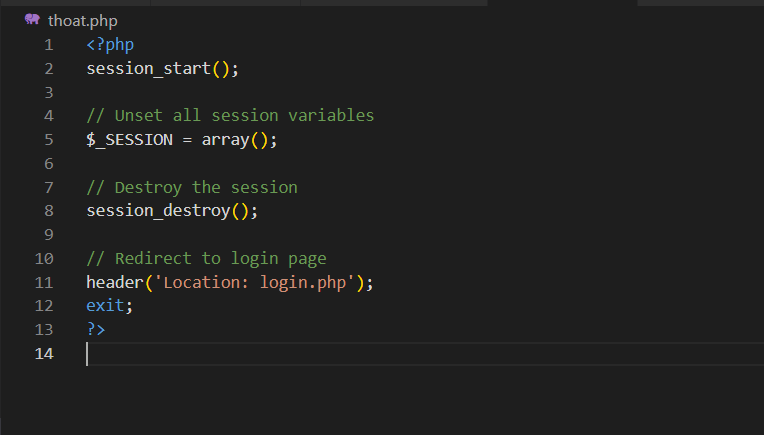 thoat.php
1 <?php
2 session_start();
3
4 // Unset all session variables
5 $_SESSION = array();
6
7 // Destroy the session
8 session_destroy();
9
10 // Redirect to login page
11 header('Location: login.php');
12 exit;
13 ?>
14